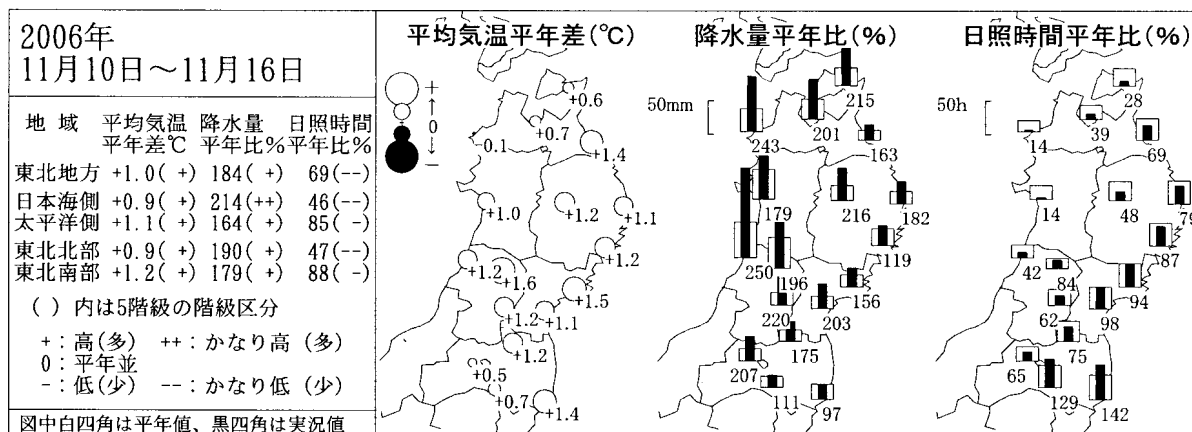 2006年
11月10日～11月16日
地 域 平均気温 降水量 日照時間
平年差℃ 平年比% 平年比%
東北地方 +1.0( +) 184( +) 69(--)
日本海側 +0.9( +) 214(++) 46(--)
太平洋側 +1.1( +) 164( +) 85( -)
東北北部 +0.9( +) 190( +) 47(--)
東北南部 +1.2( +) 179( +) 88( -)
( ) 内は5階級の階級区分
+ : 高(多) ++ : かなり高 (多)
0 : 平年並
- : 低(少) -- : かなり低 (少)
図中白四角は平年値、黒四角は実況値
平均気温平年差(℃)
+
↑
0
↓
-
+0.6
+0.7
-0.1
+1.4
+1.0
+1.2
+1.1
+1.2
+1.2
+1.6
+1.5
+1.2
+1.1
+1.2
+0.5
+0.7
+1.4
降水量平年比(%)
50mm
215
201
243
163
179
216
182
119
250
196
156
220
203
175
207
111
97
日照時間平年比(%)
50h
28
39
14
69
14
48
79
87
42
84
94
62
98
75
65
129
142